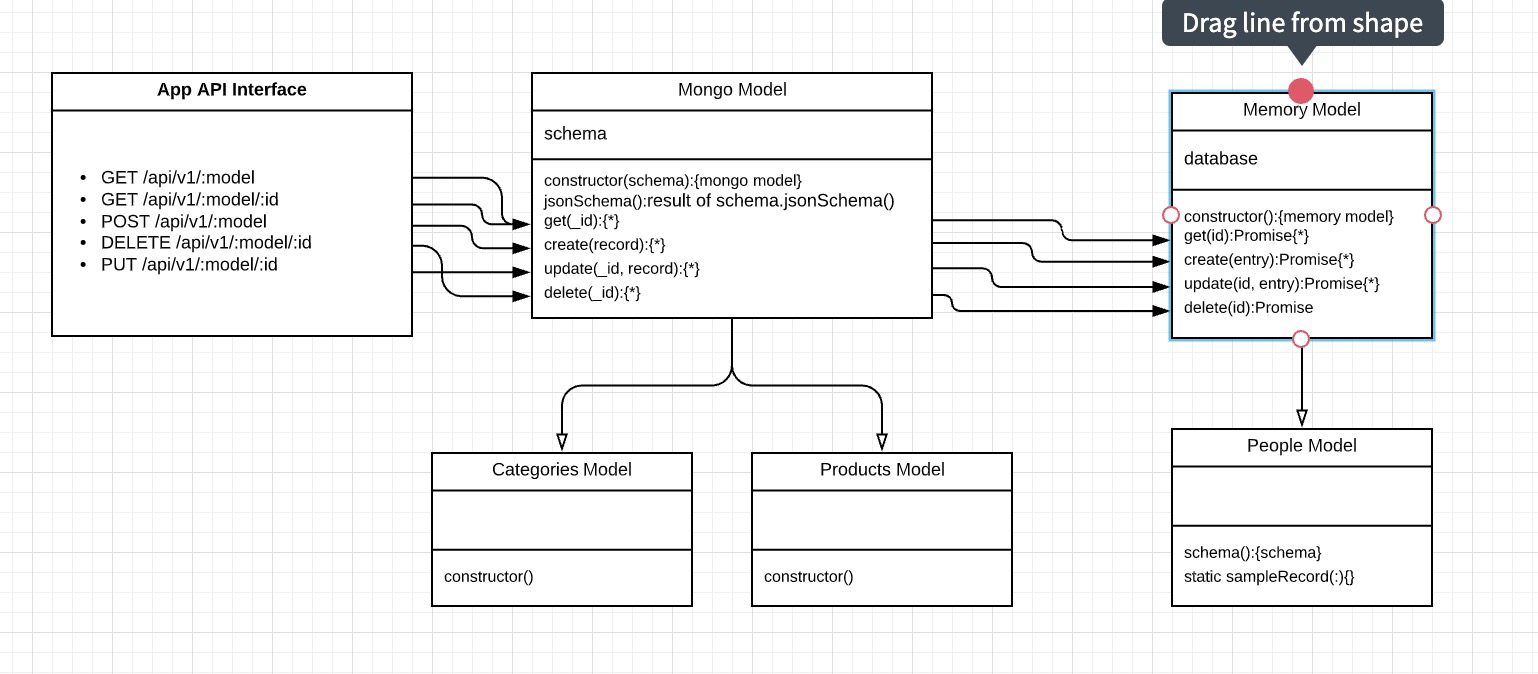 Drag line from shape
App API Interface
• GET /api/v1/:model
• GET /api/v1/:model/:id
• POST /api/v1/:model
• DELETE /api/v1/:model/:id
• PUT /api/v1/:model/:id
Mongo Model
schema
constructor(schema):{mongo model}
jsonSchema():result of schema.jsonSchema()
get(_id):{*}
create(record):{*}
update(_id, record):{*}
delete(_id):{*}
Memory Model
database
constructor():{memory model}
get(id):Promise{*}
create(entry):Promise{*}
update(id, entry):Promise{*}
delete(id):Promise
Categories Model
constructor()
Products Model
constructor()
People Model
schema():{schema}
static sampleRecord(:){}